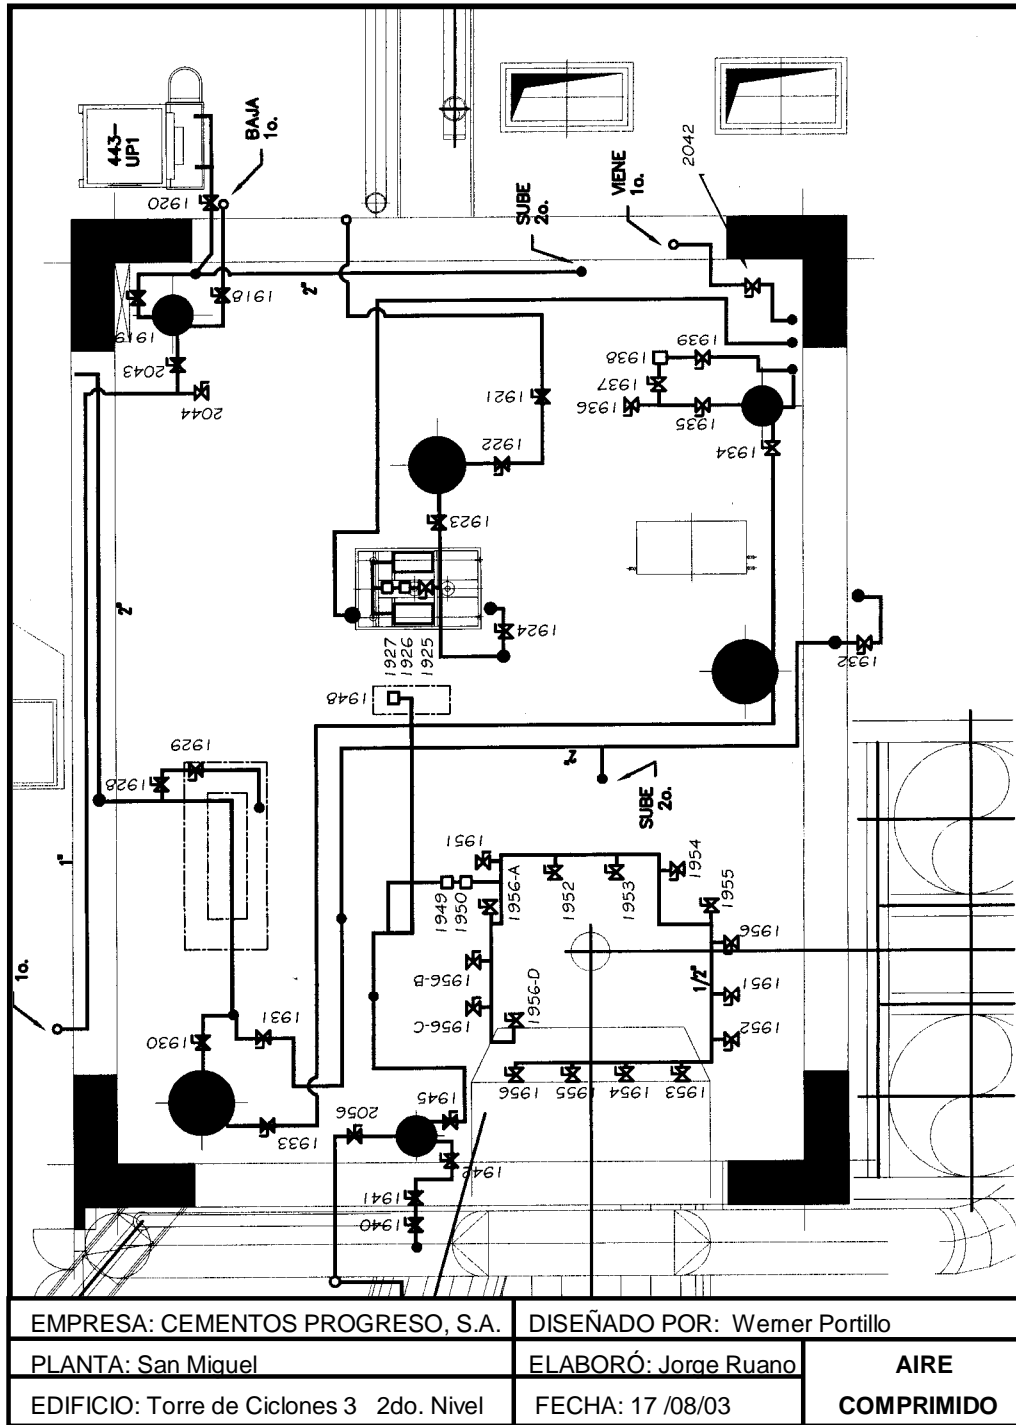 443-
UP1
BAJA
1o.
1920
2042
VIENE
1o.
SUBE
2o.
2"
1918
1919
2043
2044
1939
1938
1937
1936
1935
1934
1921
1922
1923
1924
1927
1926
1925
1932
1948
2"
2"
SUBE
2o.
1929
1928
1"
1951
1949
1950
1956-A
1952
1953
1954
1955
1956
1951
1952
1/2"
1956-B
1956-C
1956-D
1956
1955
1954
1953
1o.
1931
1930
1933
2056
1945
1942
1941
1940
EMPRESA: CEMENTOS PROGRESO, S.A.
DISEÑADO POR: Werner Portillo
PLANTA: San Miguel
ELABORÓ: Jorge Ruano
AIRE
COMPRIMIDO
EDIFICIO: Torre de Ciclones 3 2do. Nivel
FECHA: 17 /08/03